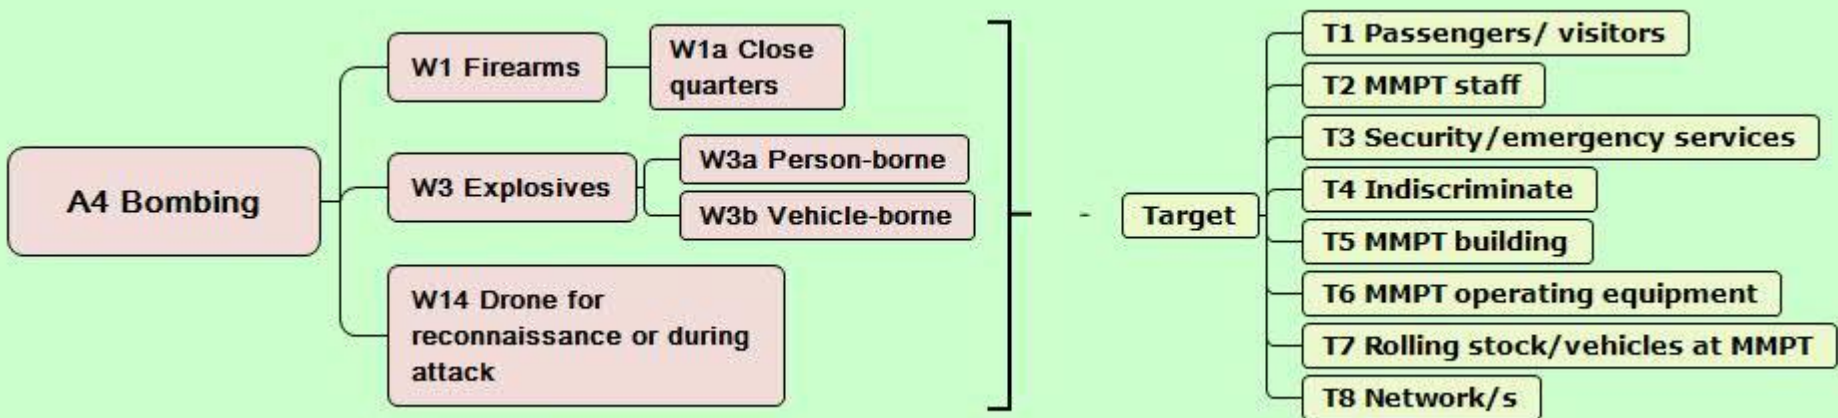 A4 Bombing
W1 Firearms
W1a Close
quarters
W3 Explosives
W3a Person-borne
W3b Vehicle-borne
W14 Drone for
reconnaissance or during
attack
-
Target
T1 Passengers/ visitors
T2 MMPT staff
T3 Security/emergency services
T4 Indiscriminate
T5 MMPT building
T6 MMPT operating equipment
T7 Rolling stock/vehicles at MMPT
T8 Network/s